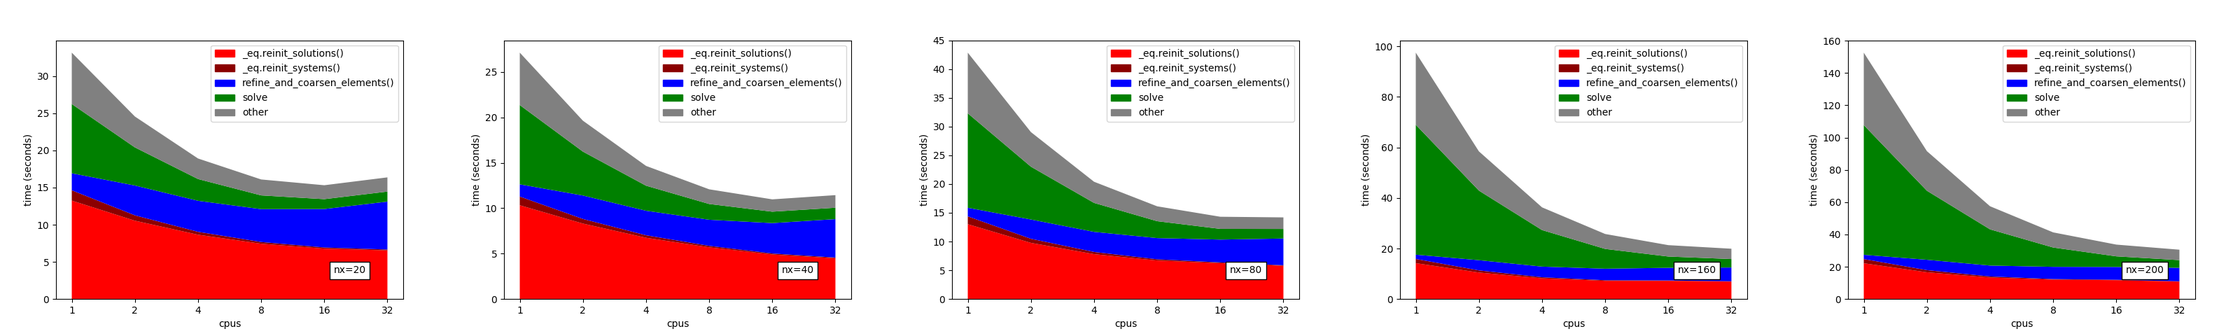 30
25
20
15
10
5
0
time (seconds)
_eq.reinit_solutions()
_eq.reinit_systems()
refine_and_coarsen_elements()
solve
other
nx=20
1 2 4 8 16 32
cpus
25
20
15
10
5
0
time (seconds)
_eq.reinit_solutions()
_eq.reinit_systems()
refine_and_coarsen_elements()
solve
other
nx=40
1 2 4 8 16 32
cpus
45
40
35
30
25
20
15
10
5
0
time (seconds)
_eq.reinit_solutions()
_eq.reinit_systems()
refine_and_coarsen_elements()
solve
other
nx=80
1 2 4 8 16 32
cpus
100
80
60
40
20
0
time (seconds)
_eq.reinit_solutions()
_eq.reinit_systems()
refine_and_coarsen_elements()
solve
other
nx=160
1 2 4 8 16 32
cpus
160
140
120
100
80
60
40
20
0
time (seconds)
_eq.reinit_solutions()
_eq.reinit_systems()
refine_and_coarsen_elements()
solve
other
nx=200
1 2 4 8 16 32
cpus